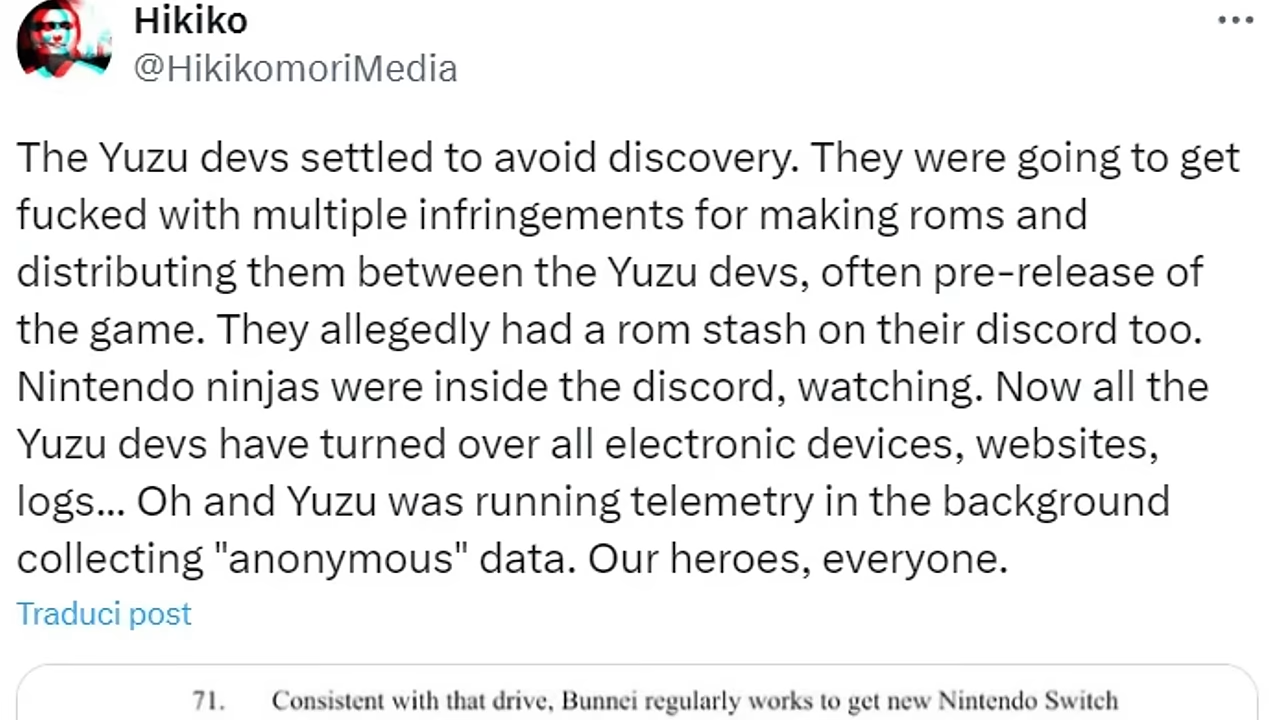 Hikiko
@HikikomoriMedia
The Yuzu devs settled to avoid discovery. They were going to get
fucked with multiple infringements for making roms and
distributing them between the Yuzu devs, often pre-release of
the game. They allegedly had a rom stash on their discord too.
Nintendo ninjas were inside the discord, watching. Now all the
Yuzu devs have turned over all electronic devices, websites,
logs... Oh and Yuzu was running telemetry in the background
collecting "anonymous" data. Our heroes, everyone.
Traduci post
71. Consistent with that drive, Bunnei regularly works to get new Nintendo Switch